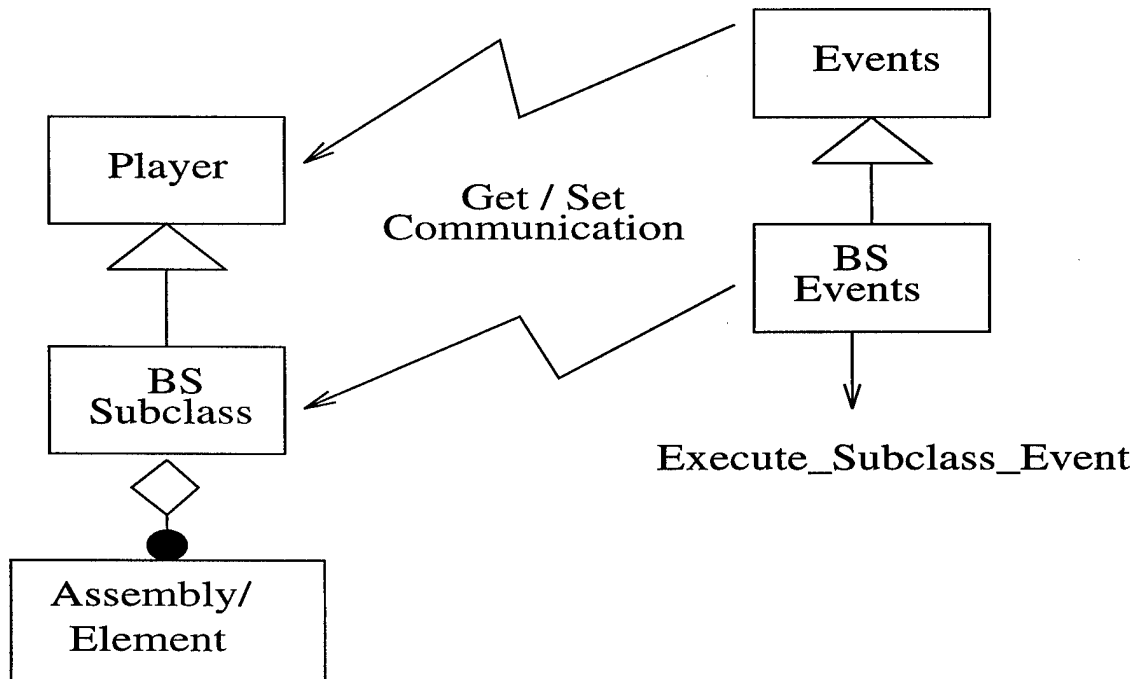 Events
Player
Get / Set
Communication
BS
Events
BS
Subclass
Execute_Subclass_Event
Assembly/
Element